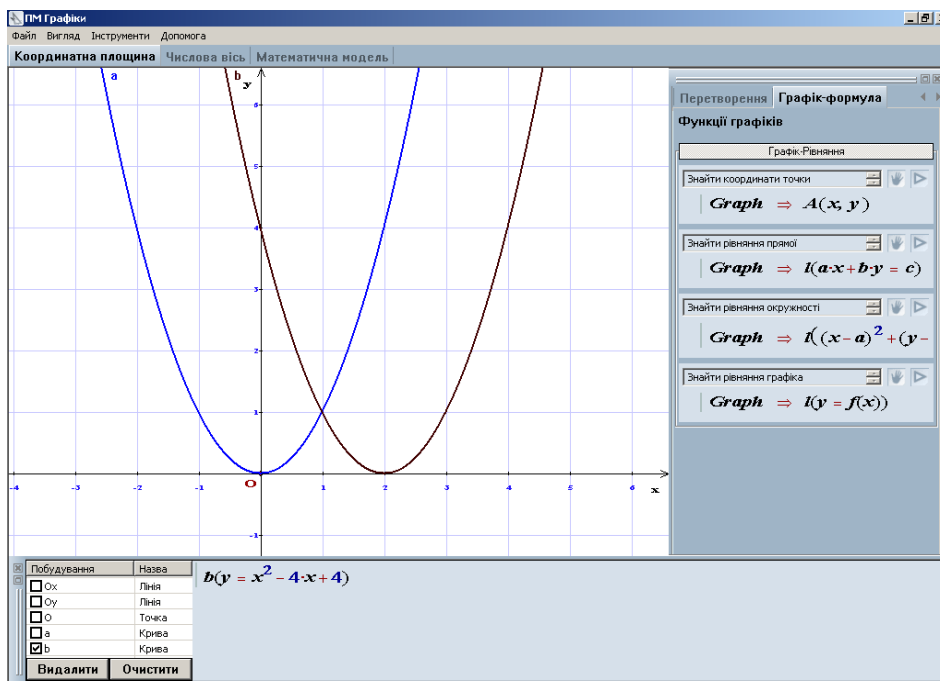 ПМ Графіки
Файл Вигляд Інструменти Допомога
Координатна площина Числова вісь Математична модель
a b y
6
5
4
3
2
1
-4 -3 -2 -1 O 1 2 3 4 5 6 x
-1
Перетворення Графік-формула
Функції графіків
Графік-Рівняння
Знайти координати точки
Graph ⇒ A(x, y)
Знайти рівняння прямої
Graph ⇒ l(a·x+b·y = c)
Знайти рівняння окружності
Graph ⇒ l((x-a)² +(y-
Знайти рівняння графіка
Graph ⇒ l(y = f(x))
Побудування Назва
Ox Лінія
Oy Лінія
O Точка
a Крива
b Крива
Видалити Очистити
b(y = x² - 4·x+4)